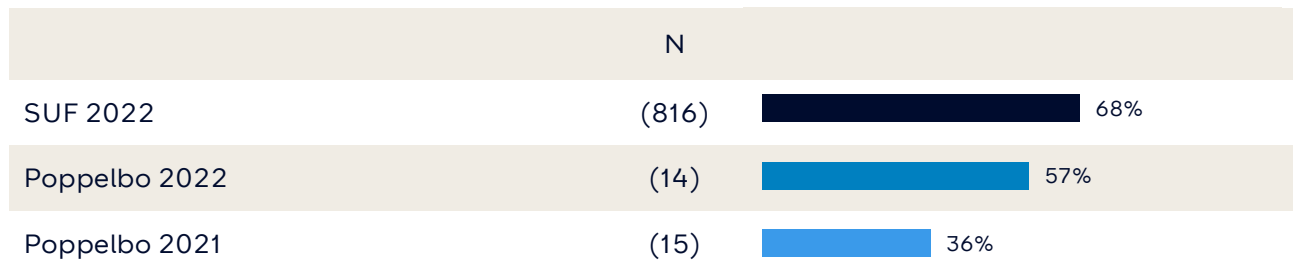 N
SUF 2022 (816) 68%
Poppelbo 2022 (14) 57%
Poppelbo 2021 (15) 36%